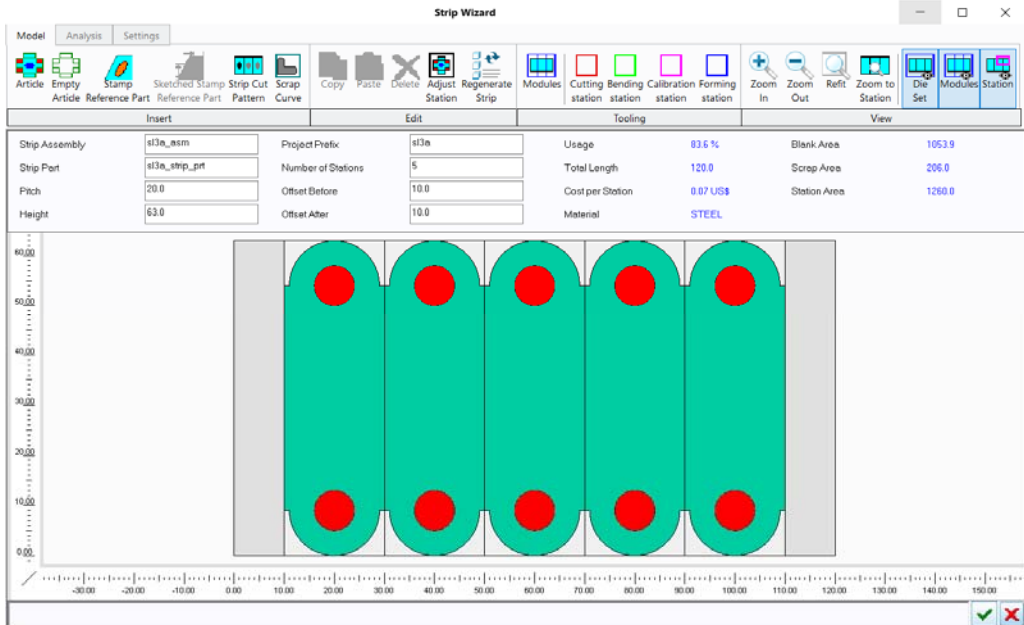 Strip Wizard
Model Analysis Settings
Article Empty Article Stamp Reference Part Sketched Stamp Reference Part Strip Cut Pattern Scrap Curve Copy Paste Delete Adjust Station Regenerate Strip Modules Cutting station Bending station Calibration station Forming station Zoom In Zoom Out Refit Zoom to Station Die Set Modules Station
Insert Edit Tooling View
Strip Assembly sl3a_asm Project Prefix sl3a Usage 83.6 % Blank Area 1053.9
Strip Part sl3a_strip_prt Number of Stations 5 Total Length 120.0 Scrap Area 206.0
Pitch 20.0 Offset Before 10.0 Cost per Station 0.07 US$ Station Area 1260.0
Height 63.0 Offset After 10.0 Material STEEL
60,00
50,00
40,00
30,00
20,00
10,00
0,00
-30.00 -20.00 -10.00 0.00 10.00 20.00 30.00 40.00 50.00 60.00 70.00 80.00 90.00 100.00 110.00 120.00 130.00 140.00 150.00